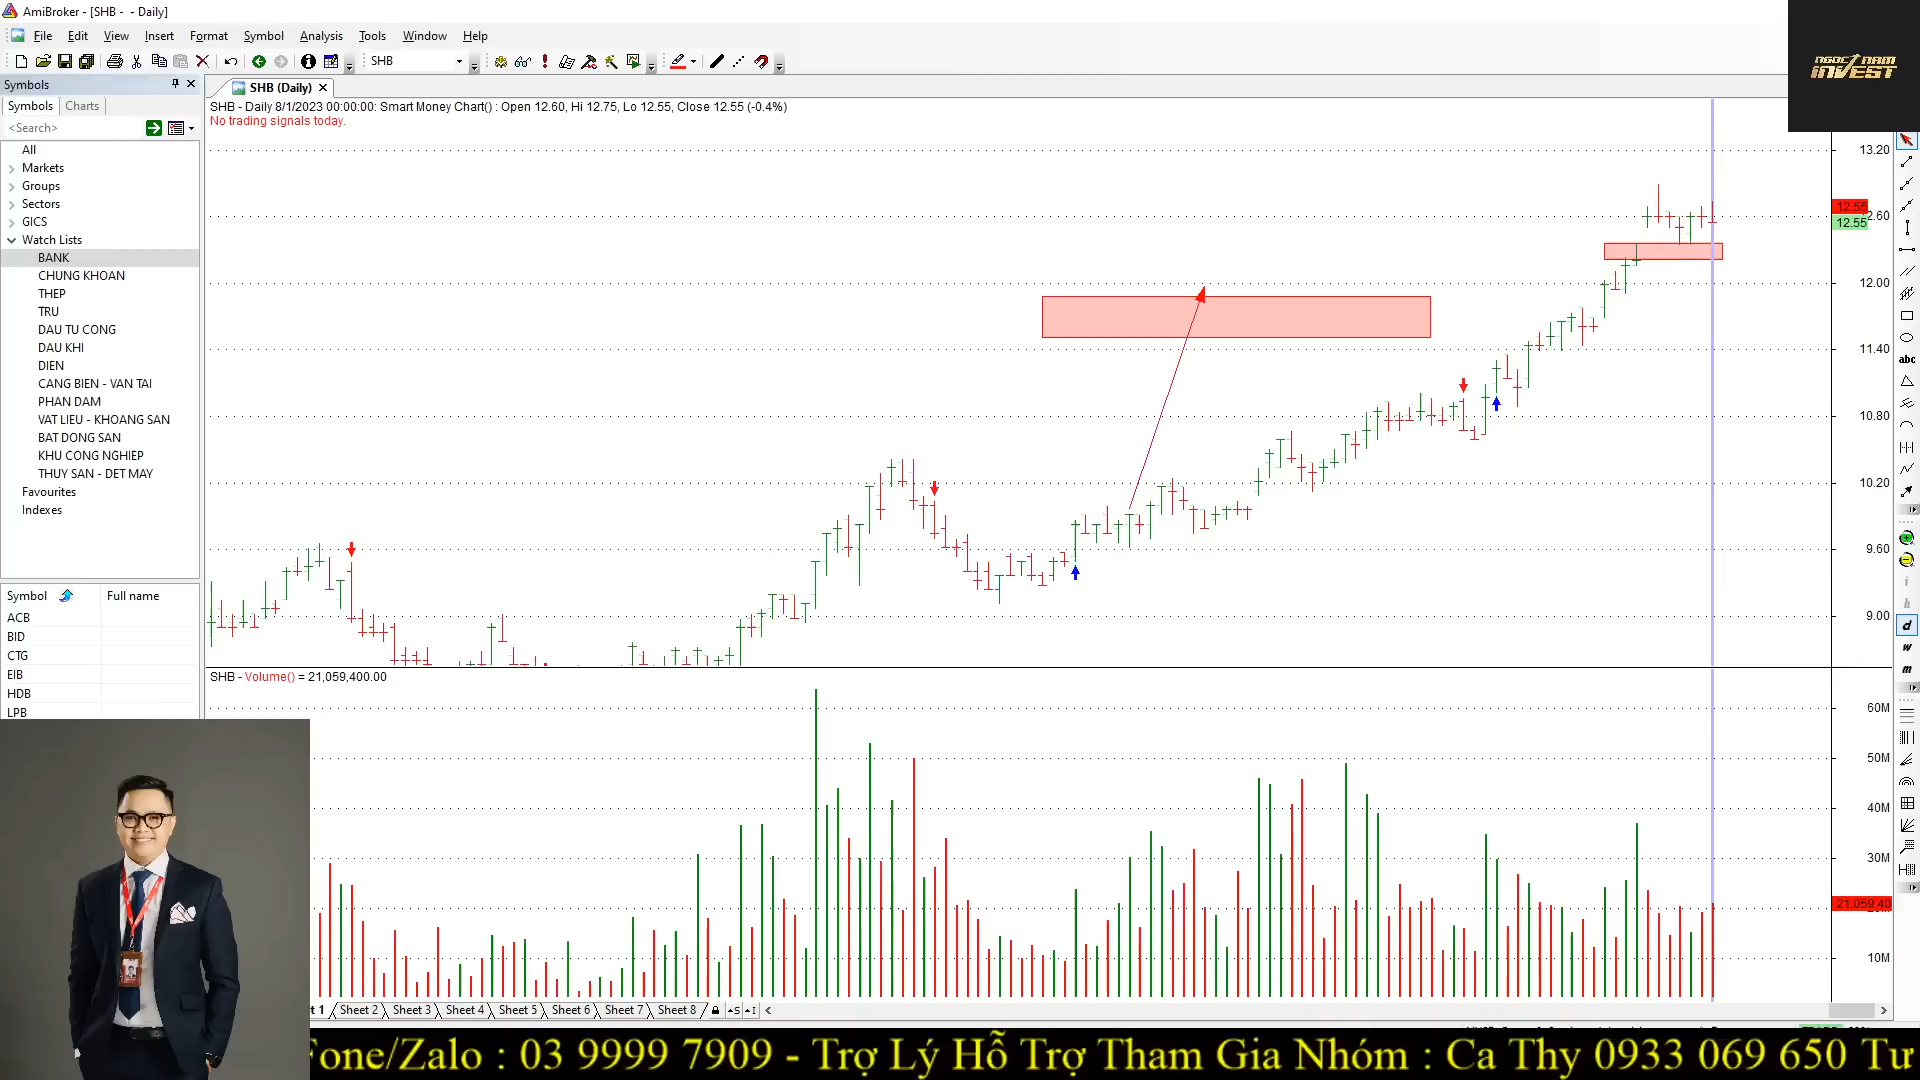 AmiBroker - [SHB - - Daily]
File Edit View Insert Format Symbol Analysis Tools Window Help
SHB
NGOC NAM
INVEST
Symbols
Symbols Charts
<Search>
All
Markets
Groups
Sectors
GICS
Watch Lists
BANK
CHUNG KHOAN
THEP
TRU
DAU TU CONG
DAU KHI
DIEN
CANG BIEN - VAN TAI
PHAN DAM
VAT LIEU - KHOANG SAN
BAT DONG SAN
KHU CONG NGHIEP
THUY SAN - DET MAY
Favourites
Indexes
Symbol Full name
ACB
BID
CTG
EIB
HDB
LPB
SHB (Daily)
SHB - Daily 8/1/2023 00:00:00: Smart Money Chart() : Open 12.60, Hi 12.75, Lo 12.55, Close 12.55 (-0.4%)
No trading signals today.
13.20
12.55
2.60
12.55
12.00
11.40
10.80
10.20
9.60
9.00
SHB - Volume() = 21,059,400.00
60M
50M
40M
30M
21,059,40
10M
abc
i
h
d
w
m
t 1 Sheet 2 Sheet 3 Sheet 4 Sheet 5 Sheet 6 Sheet 7 Sheet 8
Fone/Zalo : 03 9999 7909 - Trợ Lý Hỗ Trợ Tham Gia Nhóm : Ca Thy 0933 069 650 Tư